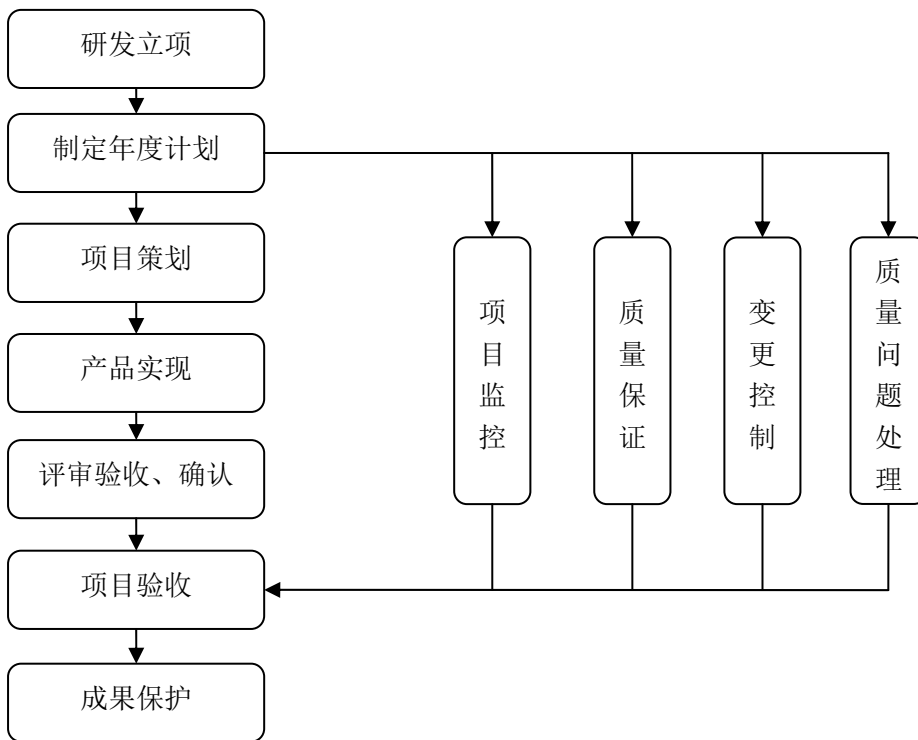 研发立项
制定年度计划
项目策划
产品实现
评审验收、确认
项目验收
成果保护
项目监控
质量保证
变更控制
质量问题处理